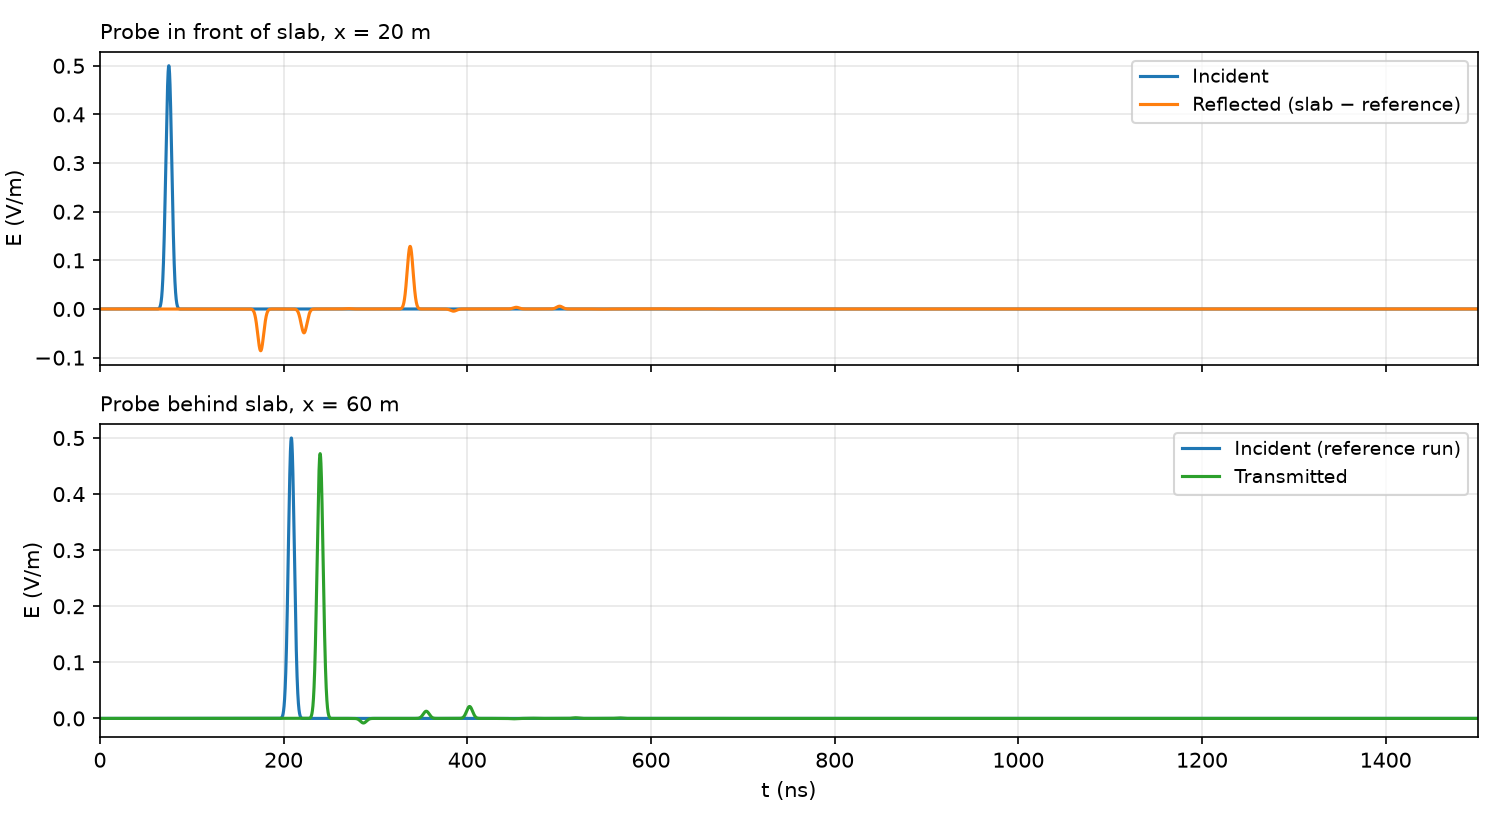 Probe in front of slab, x = 20 m
E (V/m)
0.5
0.4
0.3
0.2
0.1
0.0
−0.1
Incident
Reflected (slab − reference)
Probe behind slab, x = 60 m
E (V/m)
0.5
0.4
0.3
0.2
0.1
0.0
Incident (reference run)
Transmitted
0 200 400 600 800 1000 1200 1400
t (ns)